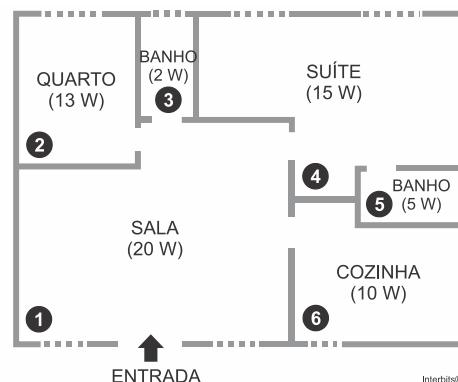 BANHO
(2 W)
3
QUARTO
(13 W)
2
SUÍTE
(15 W)
4
BANHO
(5 W)
5
SALA
(20 W)
COZINHA
(10 W)
1
6
ENTRADA